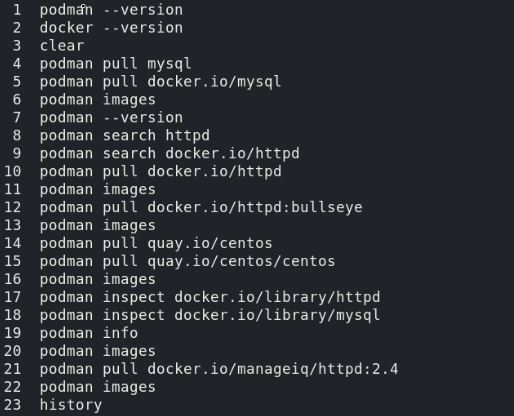 1 podman --version
2 docker --version
3 clear
4 podman pull mysql
5 podman pull docker.io/mysql
6 podman images
7 podman --version
8 podman search httpd
9 podman search docker.io/httpd
10 podman pull docker.io/httpd
11 podman images
12 podman pull docker.io/httpd:bullseye
13 podman images
14 podman pull quay.io/centos
15 podman pull quay.io/centos/centos
16 podman images
17 podman inspect docker.io/library/httpd
18 podman inspect docker.io/library/mysql
19 podman info
20 podman images
21 podman pull docker.io/manageiq/httpd:2.4
22 podman images
23 history